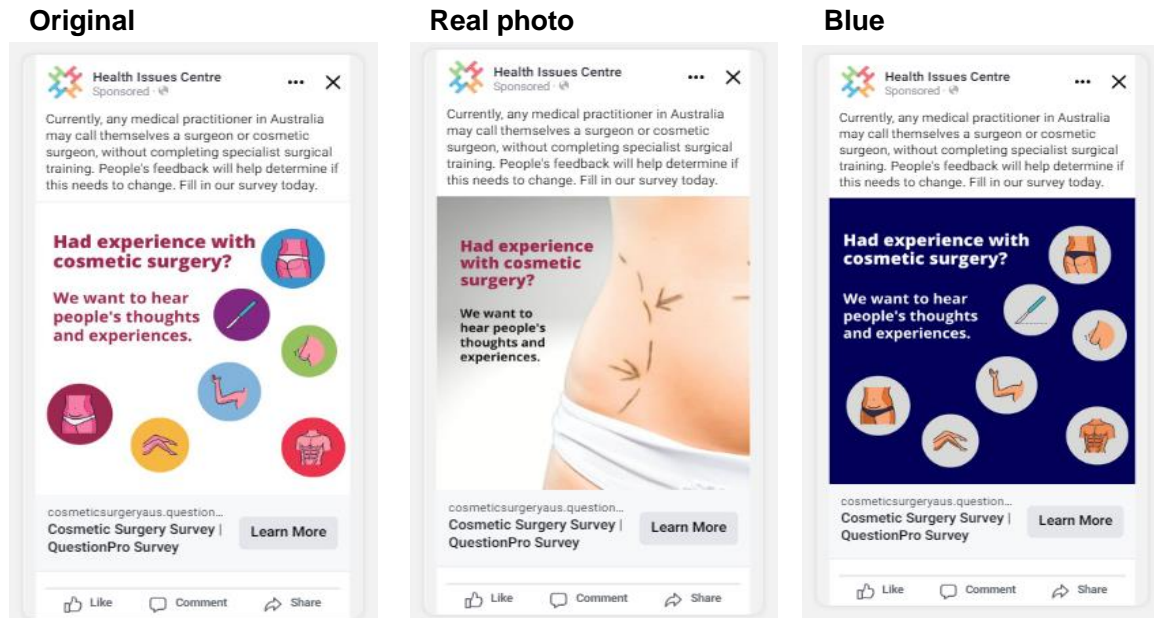 Original
Health Issues Centre
Sponsored ·
Currently, any medical practitioner in Australia
may call themselves a surgeon or cosmetic
surgeon, without completing specialist surgical
training. People's feedback will help determine if
this needs to change. Fill in our survey today.
Had experience with
cosmetic surgery?
We want to hear
people's thoughts
and experiences.
cosmeticsurgeryaus.question...
Cosmetic Surgery Survey |
QuestionPro Survey
Learn More
Like
Comment
Share
Real photo
Health Issues Centre
Sponsored ·
Currently, any medical practitioner in Australia
may call themselves a surgeon or cosmetic
surgeon, without completing specialist surgical
training. People's feedback will help determine if
this needs to change. Fill in our survey today.
Had experience
with cosmetic
surgery?
We want to
hear people's
thoughts and
experiences.
cosmeticsurgeryaus.question...
Cosmetic Surgery Survey |
QuestionPro Survey
Learn More
Like
Comment
Share
Blue
Health Issues Centre
Sponsored ·
Currently, any medical practitioner in Australia
may call themselves a surgeon or cosmetic
surgeon, without completing specialist surgical
training. People's feedback will help determine if
this needs to change. Fill in our survey today.
Had experience with
cosmetic surgery?
We want to hear
people's thoughts
and experiences.
cosmeticsurgeryaus.question...
Cosmetic Surgery Survey |
QuestionPro Survey
Learn More
Like
Comment
Share